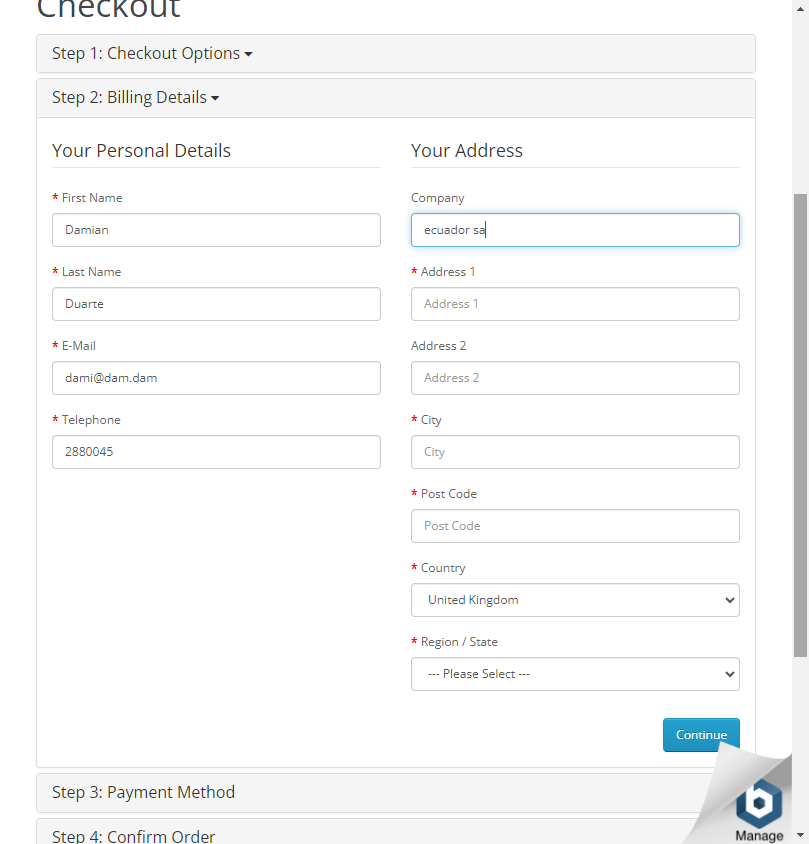 Checkout
Step 1: Checkout Options
Step 2: Billing Details
Your Personal Details
* First Name
Damian
* Last Name
Duarte
* E-Mail
dami@dam.dam
* Telephone
2880045
Your Address
Company
ecuador sa
* Address 1
Address 1
Address 2
Address 2
* City
City
* Post Code
Post Code
* Country
United Kingdom
* Region / State
--- Please Select ---
Continue
Step 3: Payment Method
Step 4: Confirm Order
Manage